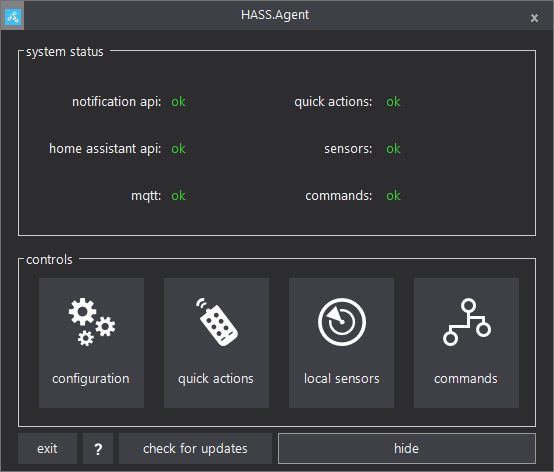 HASS.Agent
x
system status
notification api: ok
quick actions: ok
home assistant api: ok
sensors: ok
mqtt: ok
commands: ok
controls
configuration
quick actions
local sensors
commands
exit
?
check for updates
hide